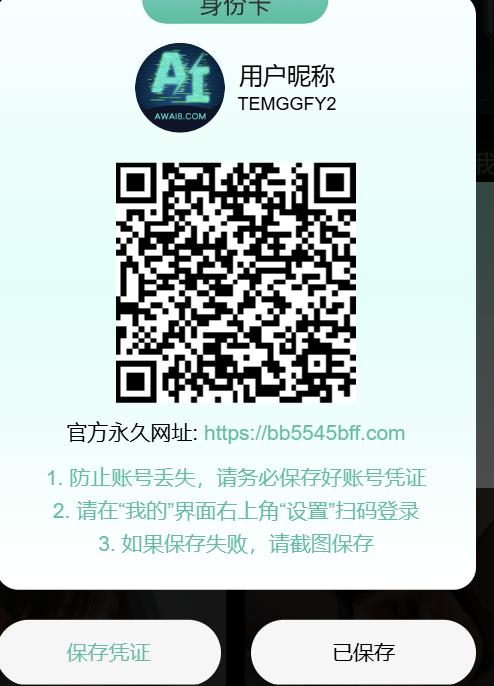 身份卡
AI
AWAI8.COM
用户昵称
TEMGGFY2
我
官方永久网址: https://bb5545bff.com
1. 防止账号丢失，请务必保存好账号凭证
2. 请在“我的”界面右上角“设置”扫码登录
3. 如果保存失败，请截图保存
保存凭证
已保存